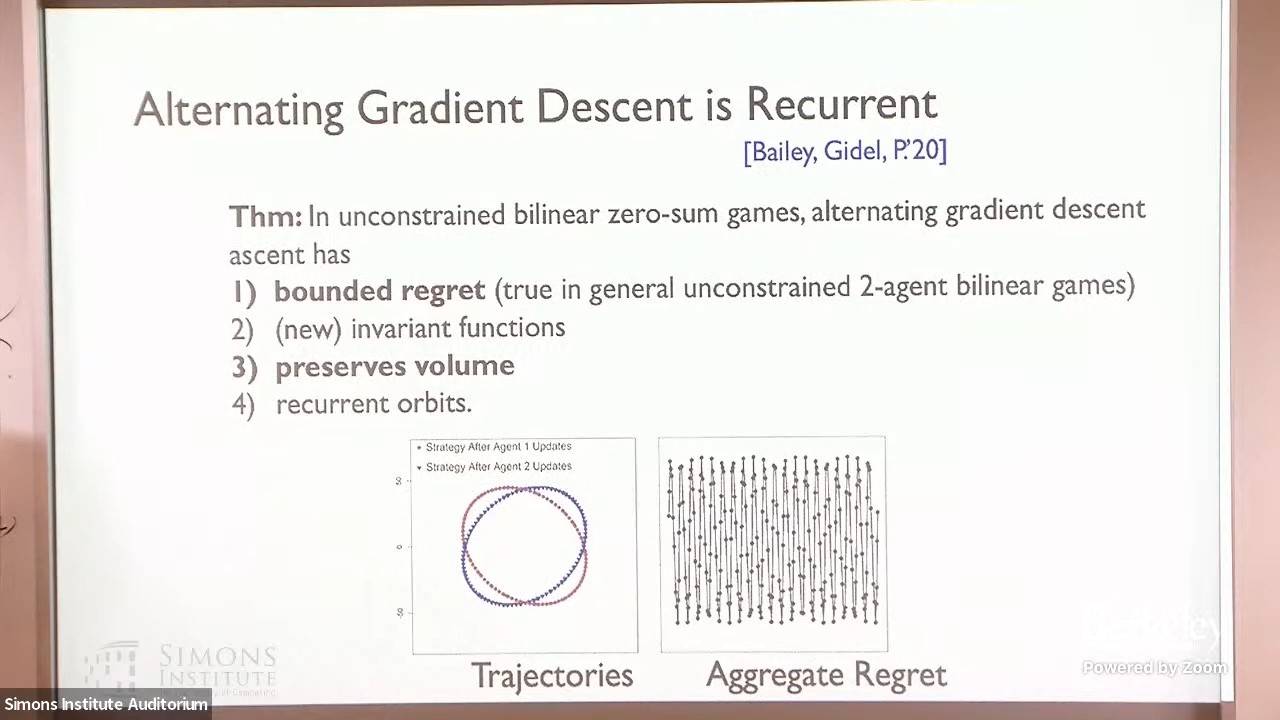 Alternating Gradient Descent is Recurrent
[Bailey, Gidel, P.'20]
Thm: In unconstrained bilinear zero-sum games, alternating gradient descent
ascent has
1) bounded regret (true in general unconstrained 2-agent bilinear games)
2) (new) invariant functions
3) preserves volume
4) recurrent orbits.
• Strategy After Agent 1 Updates
▾ Strategy After Agent 2 Updates
0
Trajectories
Aggregate Regret
SIMONS
INSTITUTE
Berkeley
Powered by Zoom
Simons Institute Auditorium